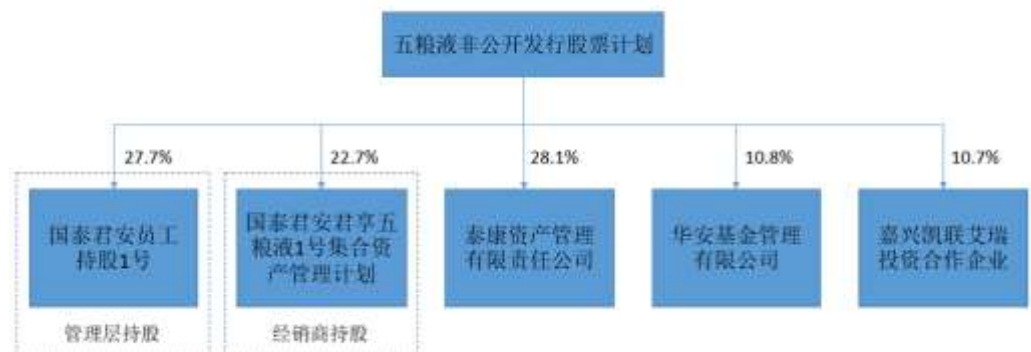 五粮液非公开发行股票计划
27.7%
22.7%
28.1%
10.8%
10.7%
国泰君安员工
持股1号
国泰君安君享五
粮液1号集合资
产管理计划
泰康资产管理
有限责任公司
华安基金管理
有限公司
嘉兴凯联艾瑞
投资合作企业
管理层持股
经销商持股